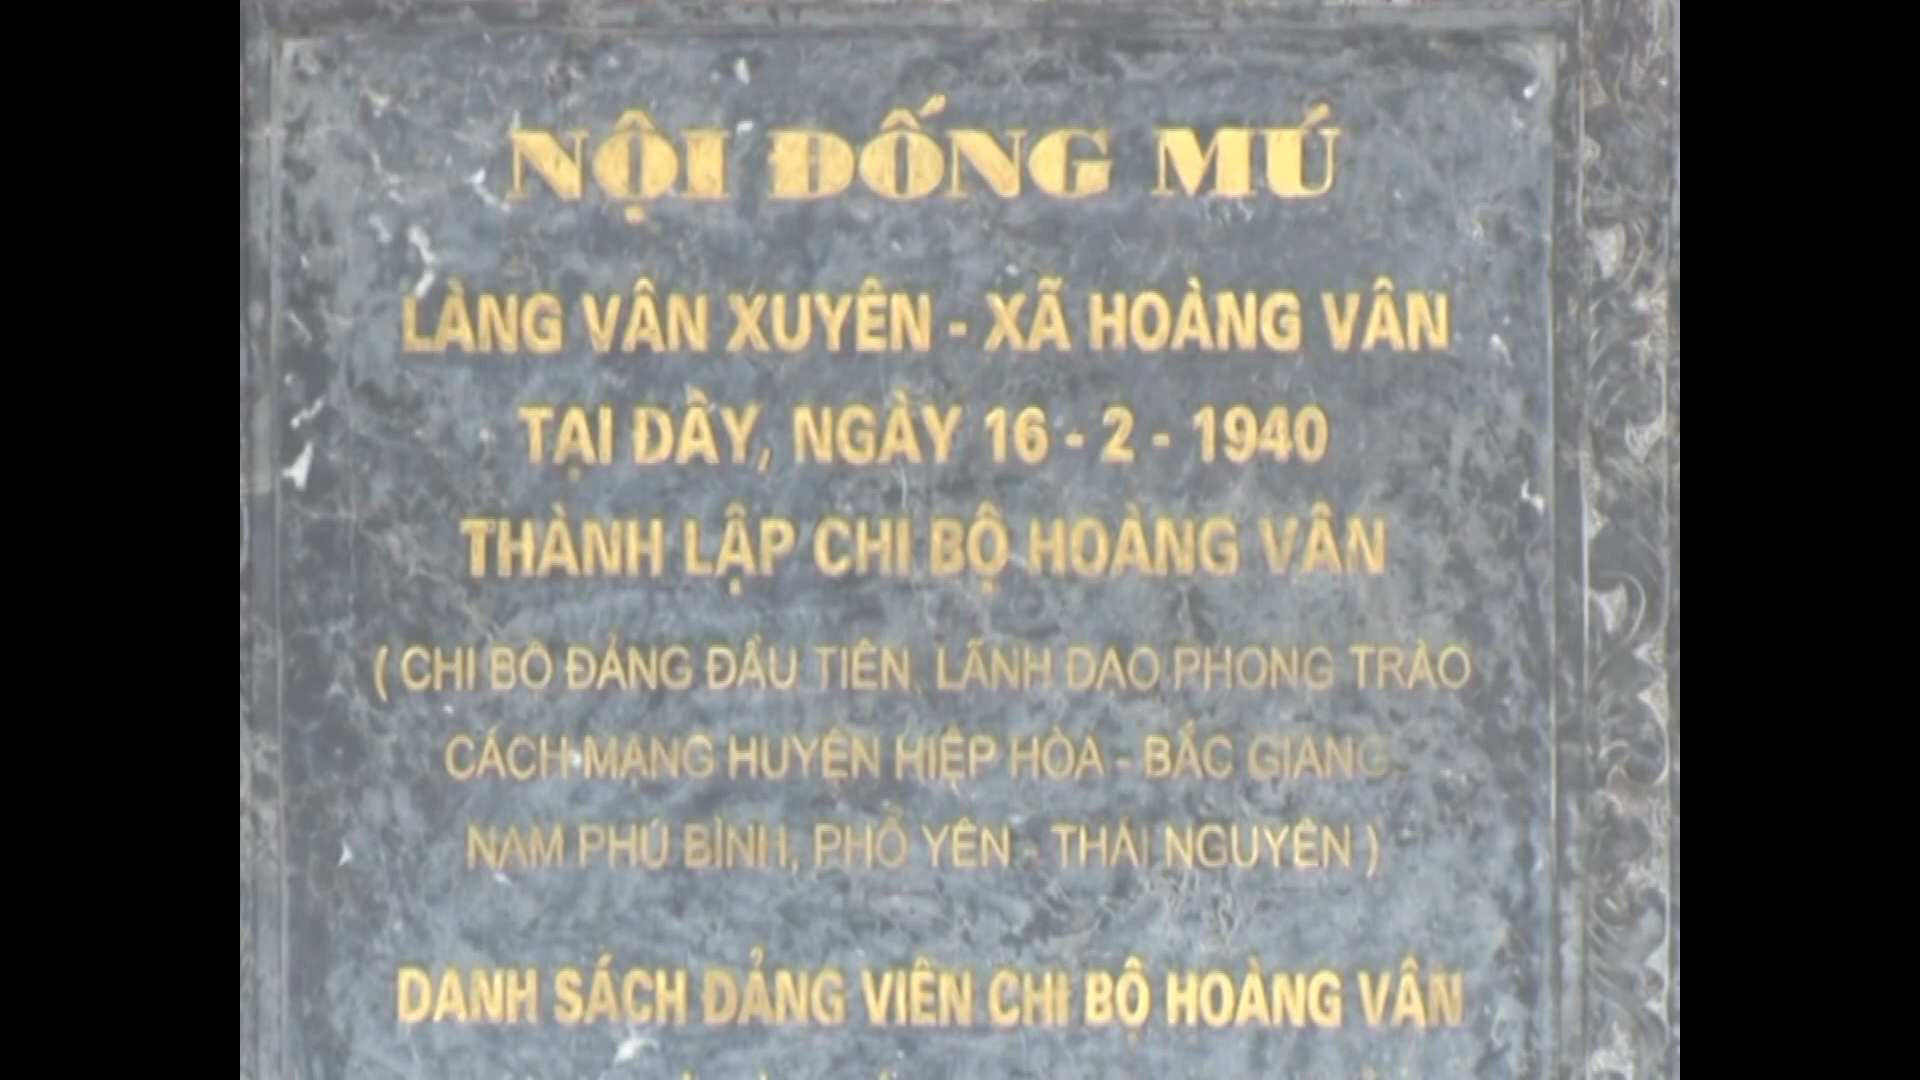 NỘI ĐỐNG MÚ
LÀNG VÂN XUYÊN - XÃ HOÀNG VÂN
TẠI ĐÂY, NGÀY 16 - 2 - 1940
THÀNH LẬP CHI BỘ HOÀNG VÂN
( CHI BỘ ĐẢNG ĐẦU TIÊN, LÃNH ĐẠO PHONG TRÀO
CÁCH MẠNG HUYỆN HIỆP HÒA - BẮC GIANG,
NAM PHÚ BÌNH, PHỔ YÊN - THÁI NGUYÊN )
DANH SÁCH ĐẢNG VIÊN CHI BỘ HOÀNG VÂN